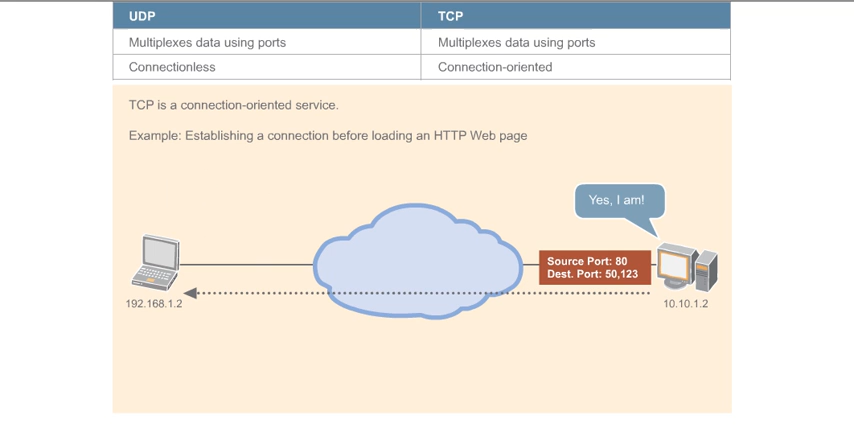 UDP TCP
Multiplexes data using ports Multiplexes data using ports
Connectionless Connection-oriented
TCP is a connection-oriented service.
Example: Establishing a connection before loading an HTTP Web page
Yes, I am!
Source Port: 80
Dest. Port: 50,123
192.168.1.2 10.10.1.2